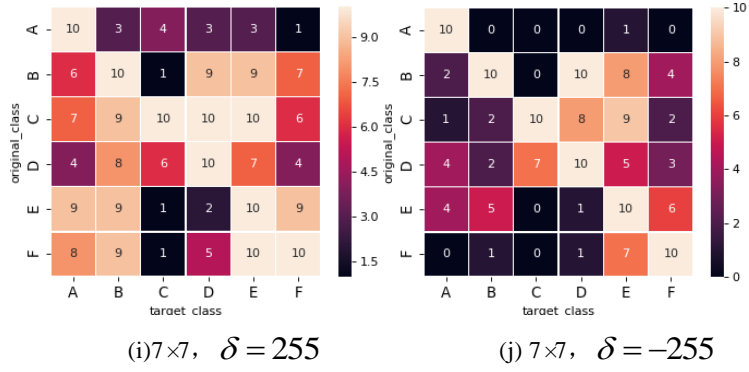 A 10 3 4 3 3 1
B 6 10 1 9 9 7
C 7 9 10 10 10 6
D 4 8 6 10 7 4
E 9 9 1 2 10 9
F 8 9 1 5 10 10
A B C D E F
original_class
target_class
9.0
7.5
6.0
4.5
3.0
1.5
(i)7×7, δ = 255
A 10 0 0 0 1 0
B 2 10 0 10 8 4
C 1 2 10 8 9 2
D 4 2 7 10 5 3
E 4 5 0 1 10 6
F 0 1 0 1 7 10
A B C D E F
original_class
target_class
10
8
6
4
2
0
(j) 7×7, δ = −255